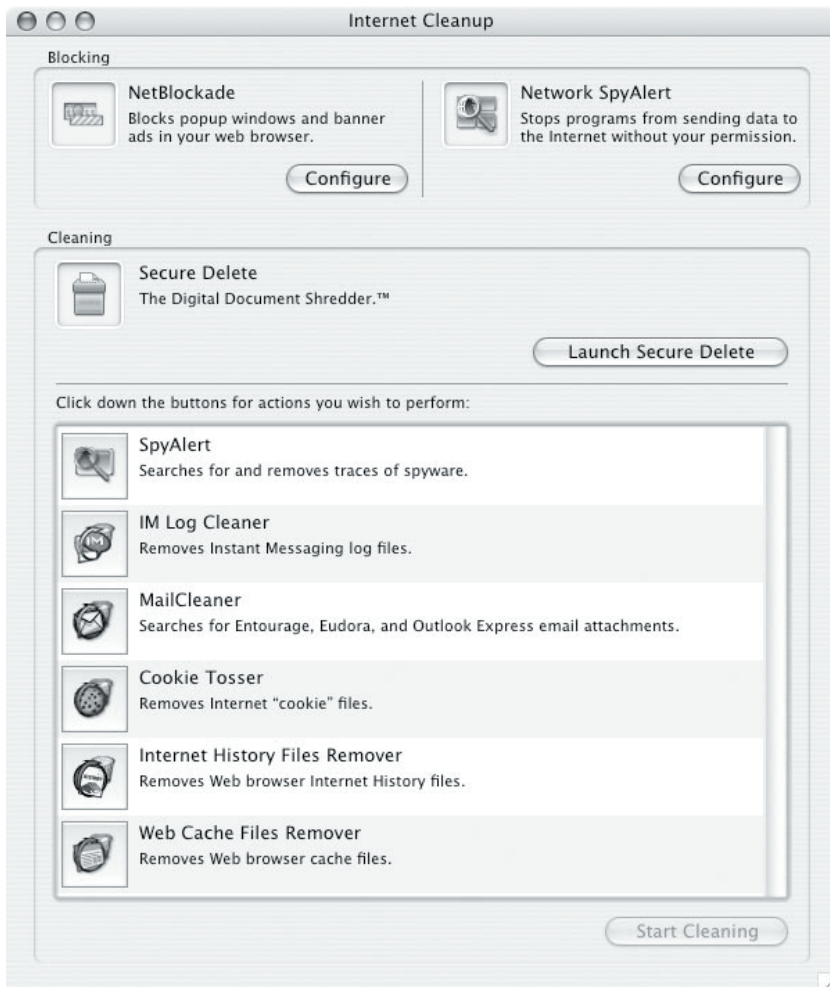 Internet Cleanup
Blocking
NetBlockade
Blocks popup windows and banner
ads in your web browser.
Configure
Network SpyAlert
Stops programs from sending data to
the Internet without your permission.
Configure
Cleaning
Secure Delete
The Digital Document Shredder.™
Launch Secure Delete
Click down the buttons for actions you wish to perform:
SpyAlert
Searches for and removes traces of spyware.
IM
IM Log Cleaner
Removes Instant Messaging log files.
MailCleaner
Searches for Entourage, Eudora, and Outlook Express email attachments.
Cookie Tosser
Removes Internet “cookie” files.
Internet History Files Remover
Removes Web browser Internet History files.
Web Cache Files Remover
Removes Web browser cache files.
Start Cleaning